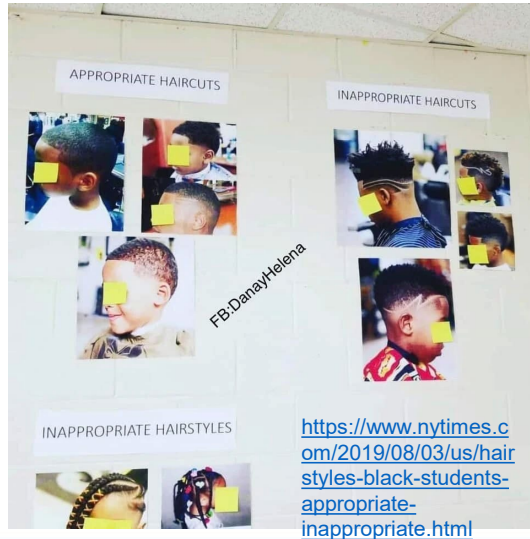 APPROPRIATE HAIRCUTS
INAPPROPRIATE HAIRCUTS
FB:DanayHelena
INAPPROPRIATE HAIRSTYLES
https://www.nytimes.c
om/2019/08/03/us/hair
styles-black-students-
appropriate-
inappropriate.html